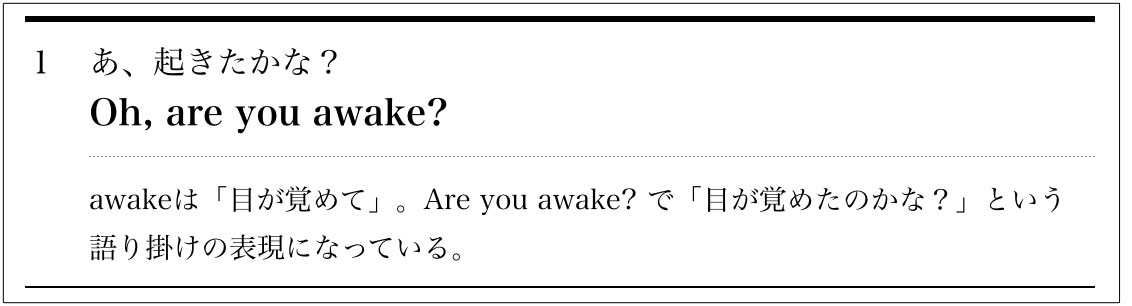 1 あ、起きたかな？
Oh, are you awake?
awakeは「目が覚めて」。Are you awake? で「目が覚めたのかな？」という
語り掛けの表現になっている。